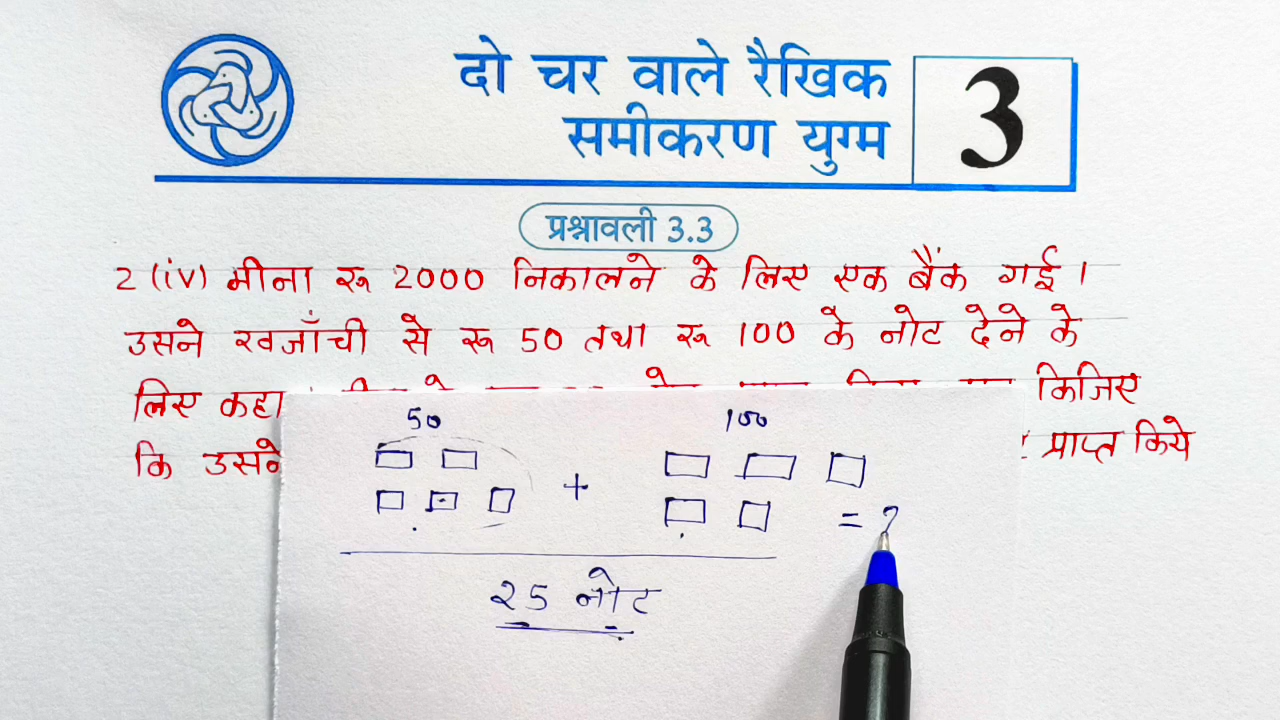 दो चर वाले रैखिक
समीकरण युग्म
3
प्रश्नावली 3.3
2 (iv) मीना रू 2000 निकालने के लिए एक बैंक गई।
उसने खजाँची से रू 50 तथा रू 100 के नोट देने के
लिए कहा किजिए
कि उसने प्राप्त किये
50 100
+ = ?
25 नोट